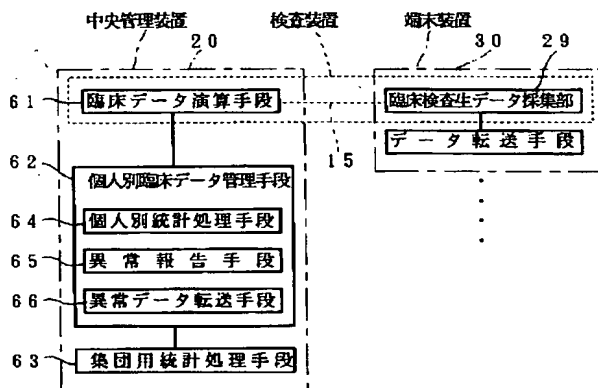 中央管理装置 検査装置 端末装置
20 30 29
61 臨床データ演算手段 臨床検査生データ採集部
データ転送手段
15
62
個人別臨床データ管理手段
64 個人別統計処理手段
65 異常報告手段
66 異常データ転送手段
63 集団用統計処理手段